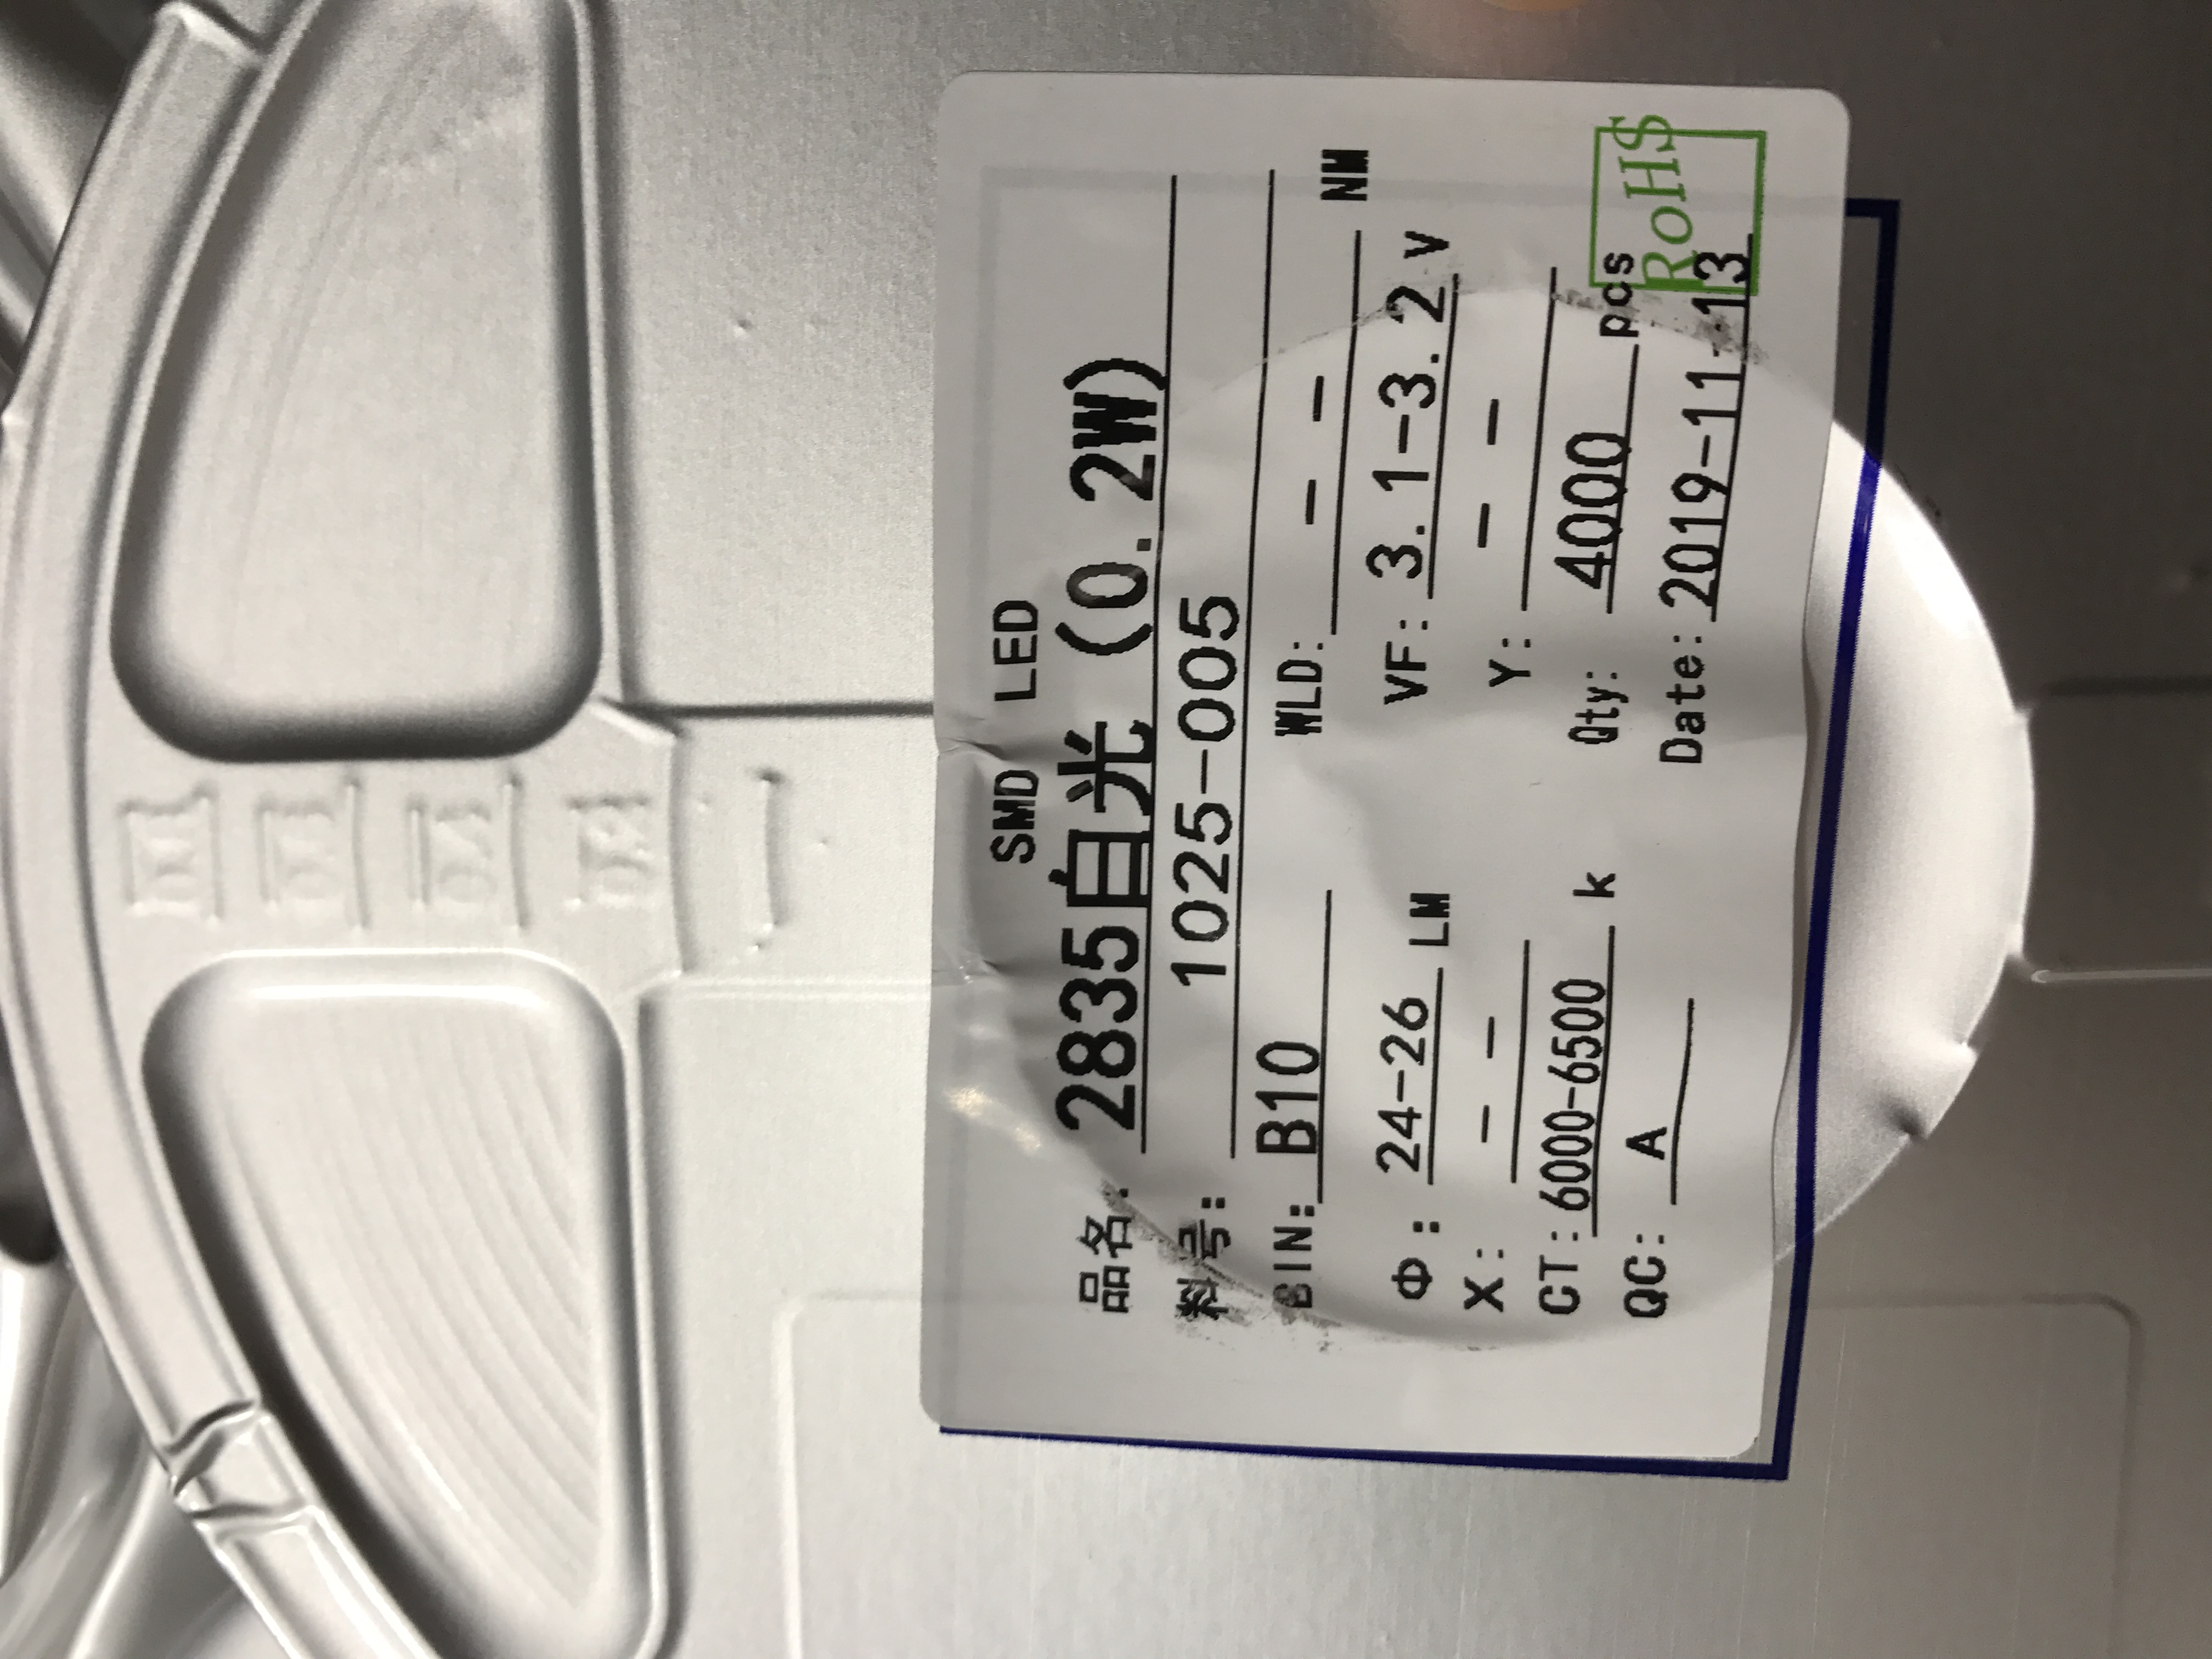 SMD LED
品名: 2835白光 (0.2W)
料号: 1025-005
BIN: B10 WLD: — — NM
Φ: 24-26 LM VF: 3.1-3.2 V
X: — — Y: — —
CT: 6000-6500 k Qty: 4000 pcs
RoHS
QC: A Date: 2019-11-13